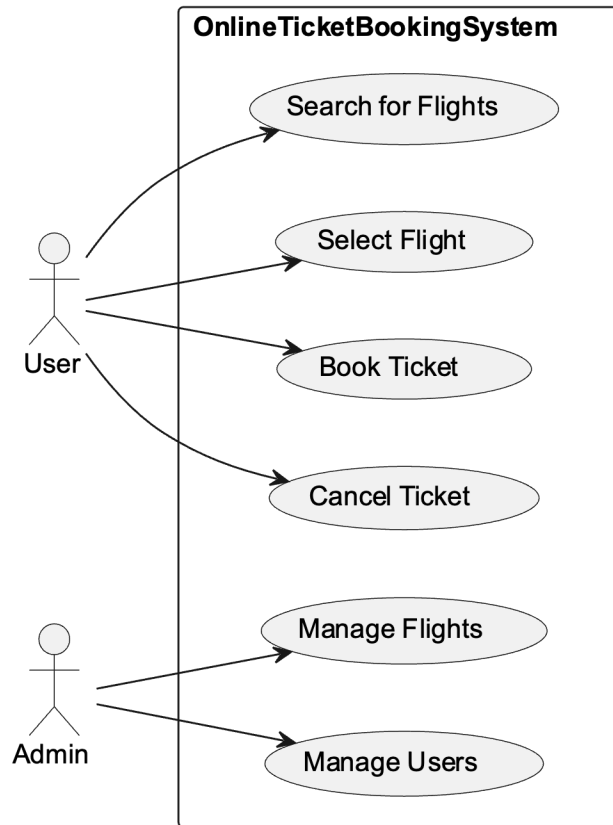 OnlineTicketBookingSystem
Search for Flights
Select Flight
User
Book Ticket
Cancel Ticket
Manage Flights
Admin
Manage Users